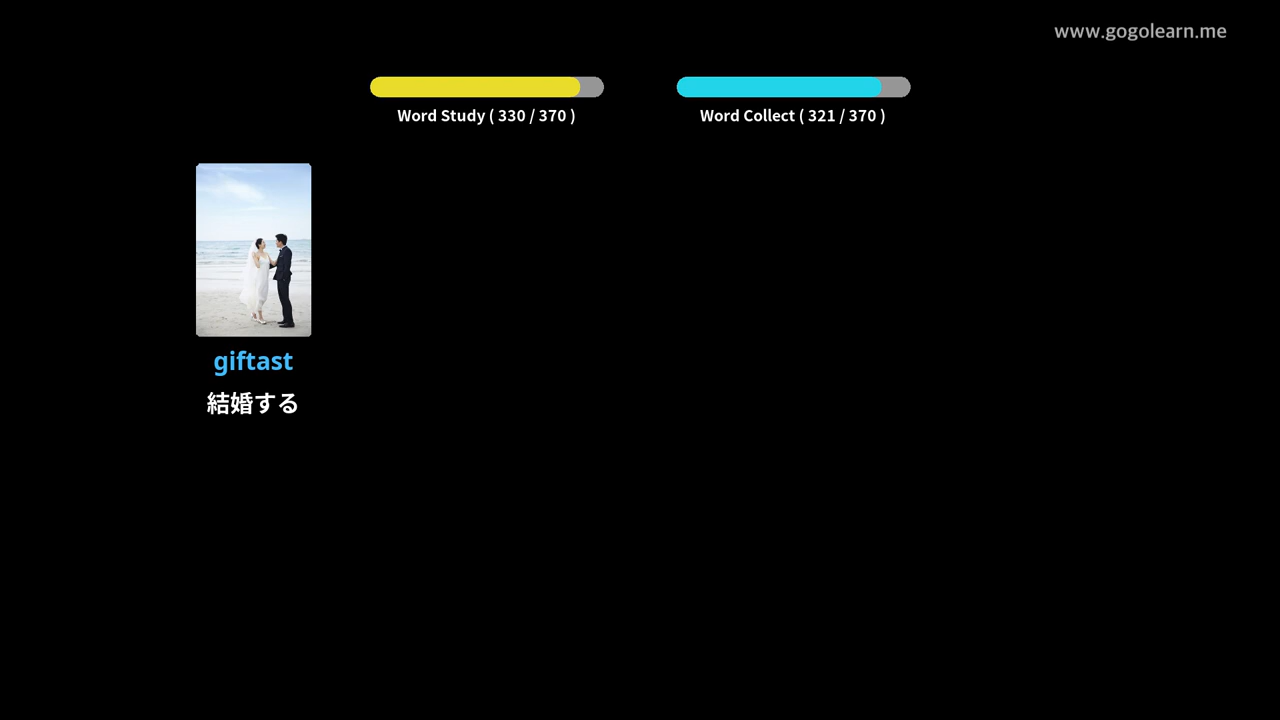 www.gogolearn.me
Word Study ( 330 / 370 )
Word Collect ( 321 / 370 )
giftast
結婚する